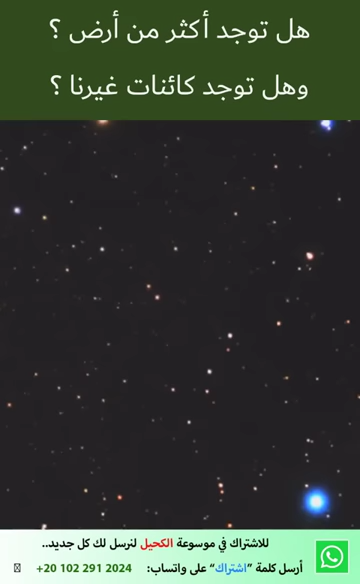 هل توجد أكثر من أرض ؟
وهل توجد كائنات غيرنا ؟
للاشتراك في موسوعة الكحيل لنرسل لك كل جديد..
أرسل كلمة "اشتراك" على واتساب: +20 102 291 2024